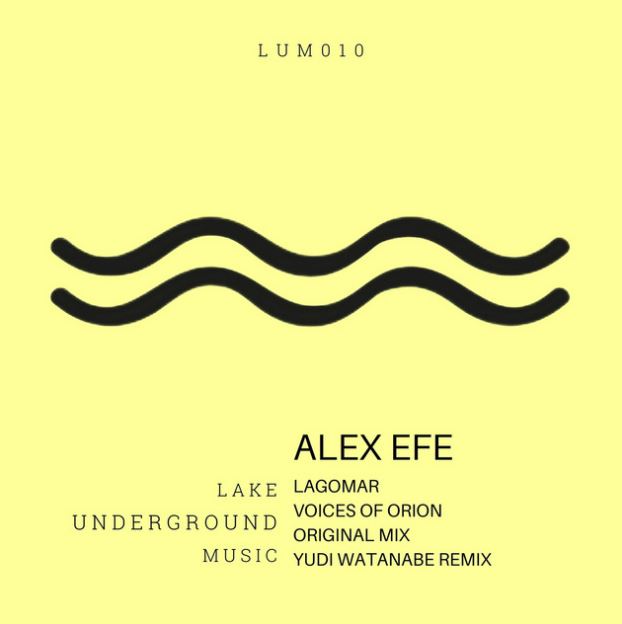 LUM010
ALEX EFE
LAKE
UNDERGROUND
MUSIC
LAGOMAR
VOICES OF ORION
ORIGINAL MIX
YUDI WATANABE REMIX